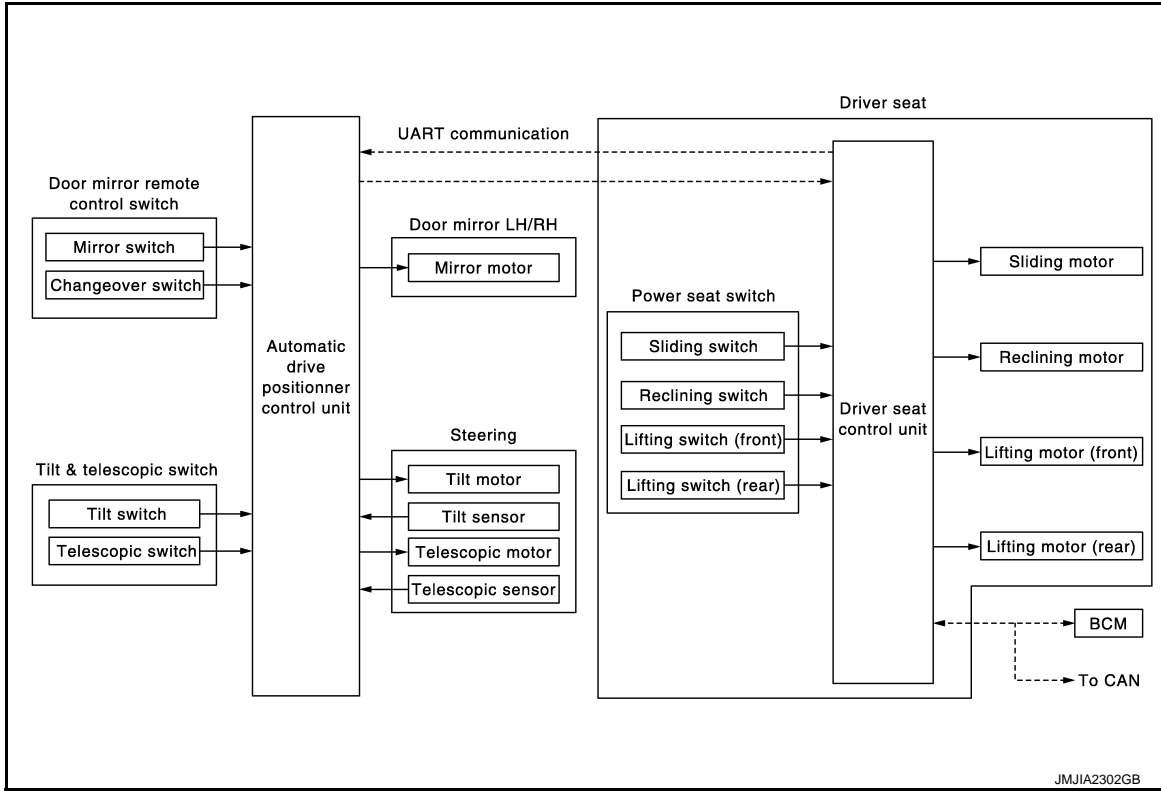 Driver seat
UART communication
Door mirror remote
control switch
Mirror switch
Changeover switch
Door mirror LH/RH
Mirror motor
Automatic
drive
positionner
control unit
Tilt & telescopic switch
Tilt switch
Telescopic switch
Steering
Tilt motor
Tilt sensor
Telescopic motor
Telescopic sensor
Power seat switch
Sliding switch
Reclining switch
Lifting switch (front)
Lifting switch (rear)
Driver seat
control unit
Sliding motor
Reclining motor
Lifting motor (front)
Lifting motor (rear)
BCM
To CAN
JMJIA2302GB